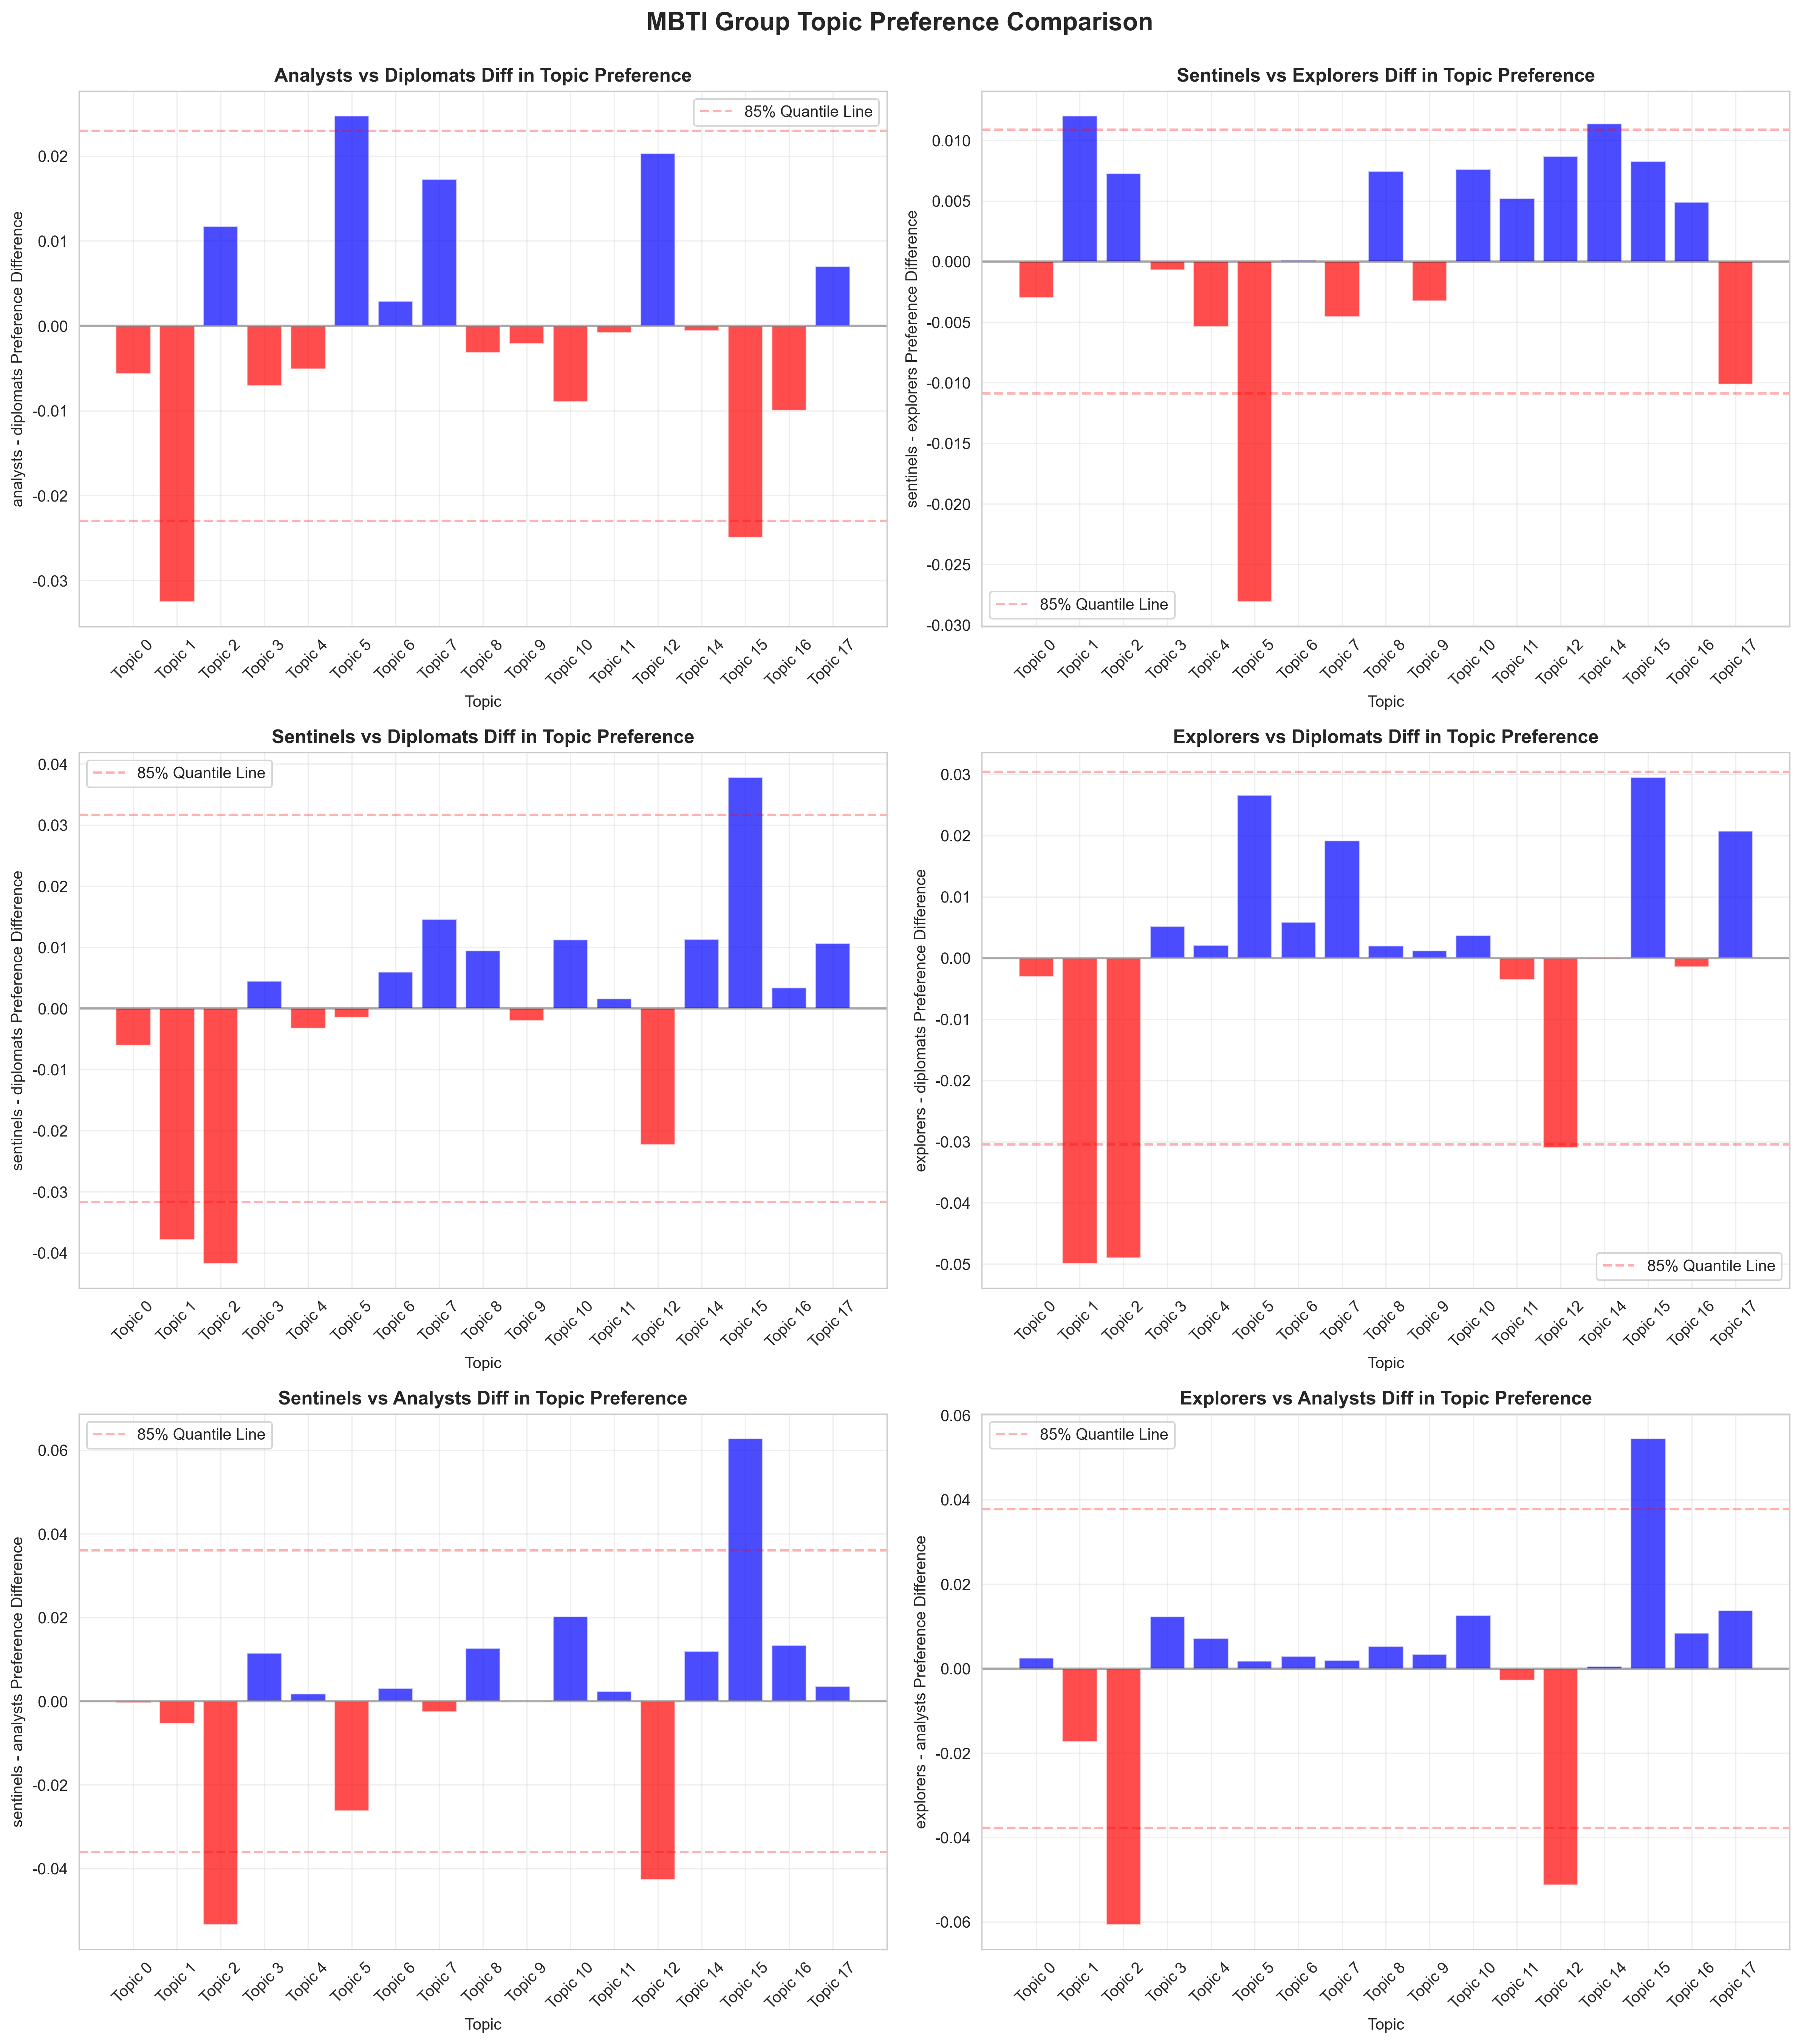 MBTI Group Topic Preference Comparison
Analysts vs Diplomats Diff in Topic Preference
85% Quantile Line
analysts - diplomats Preference Difference
0.02
0.01
0.00
-0.01
-0.02
-0.03
Topic 0
Topic 1
Topic 2
Topic 3
Topic 4
Topic 5
Topic 6
Topic 7
Topic 8
Topic 9
Topic 10
Topic 11
Topic 12
Topic 14
Topic 15
Topic 16
Topic 17
Topic
Sentinels vs Explorers Diff in Topic Preference
sentinels - explorers Preference Difference
0.010
0.005
0.000
-0.005
-0.010
-0.015
-0.020
-0.025
-0.030
85% Quantile Line
Topic 0
Topic 1
Topic 2
Topic 3
Topic 4
Topic 5
Topic 6
Topic 7
Topic 8
Topic 9
Topic 10
Topic 11
Topic 12
Topic 14
Topic 15
Topic 16
Topic 17
Topic
Sentinels vs Diplomats Diff in Topic Preference
85% Quantile Line
sentinels - diplomats Preference Difference
0.04
0.03
0.02
0.01
0.00
-0.01
-0.02
-0.03
-0.04
Topic 0
Topic 1
Topic 2
Topic 3
Topic 4
Topic 5
Topic 6
Topic 7
Topic 8
Topic 9
Topic 10
Topic 11
Topic 12
Topic 14
Topic 15
Topic 16
Topic 17
Topic
Explorers vs Diplomats Diff in Topic Preference
explorers - diplomats Preference Difference
0.03
0.02
0.01
0.00
-0.01
-0.02
-0.03
-0.04
-0.05
85% Quantile Line
Topic 0
Topic 1
Topic 2
Topic 3
Topic 4
Topic 5
Topic 6
Topic 7
Topic 8
Topic 9
Topic 10
Topic 11
Topic 12
Topic 14
Topic 15
Topic 16
Topic 17
Topic
Sentinels vs Analysts Diff in Topic Preference
85% Quantile Line
sentinels - analysts Preference Difference
0.06
0.04
0.02
0.00
-0.02
-0.04
Topic 0
Topic 1
Topic 2
Topic 3
Topic 4
Topic 5
Topic 6
Topic 7
Topic 8
Topic 9
Topic 10
Topic 11
Topic 12
Topic 14
Topic 15
Topic 16
Topic 17
Topic
Explorers vs Analysts Diff in Topic Preference
85% Quantile Line
explorers - analysts Preference Difference
0.06
0.04
0.02
0.00
-0.02
-0.04
-0.06
Topic 0
Topic 1
Topic 2
Topic 3
Topic 4
Topic 5
Topic 6
Topic 7
Topic 8
Topic 9
Topic 10
Topic 11
Topic 12
Topic 14
Topic 15
Topic 16
Topic 17
Topic